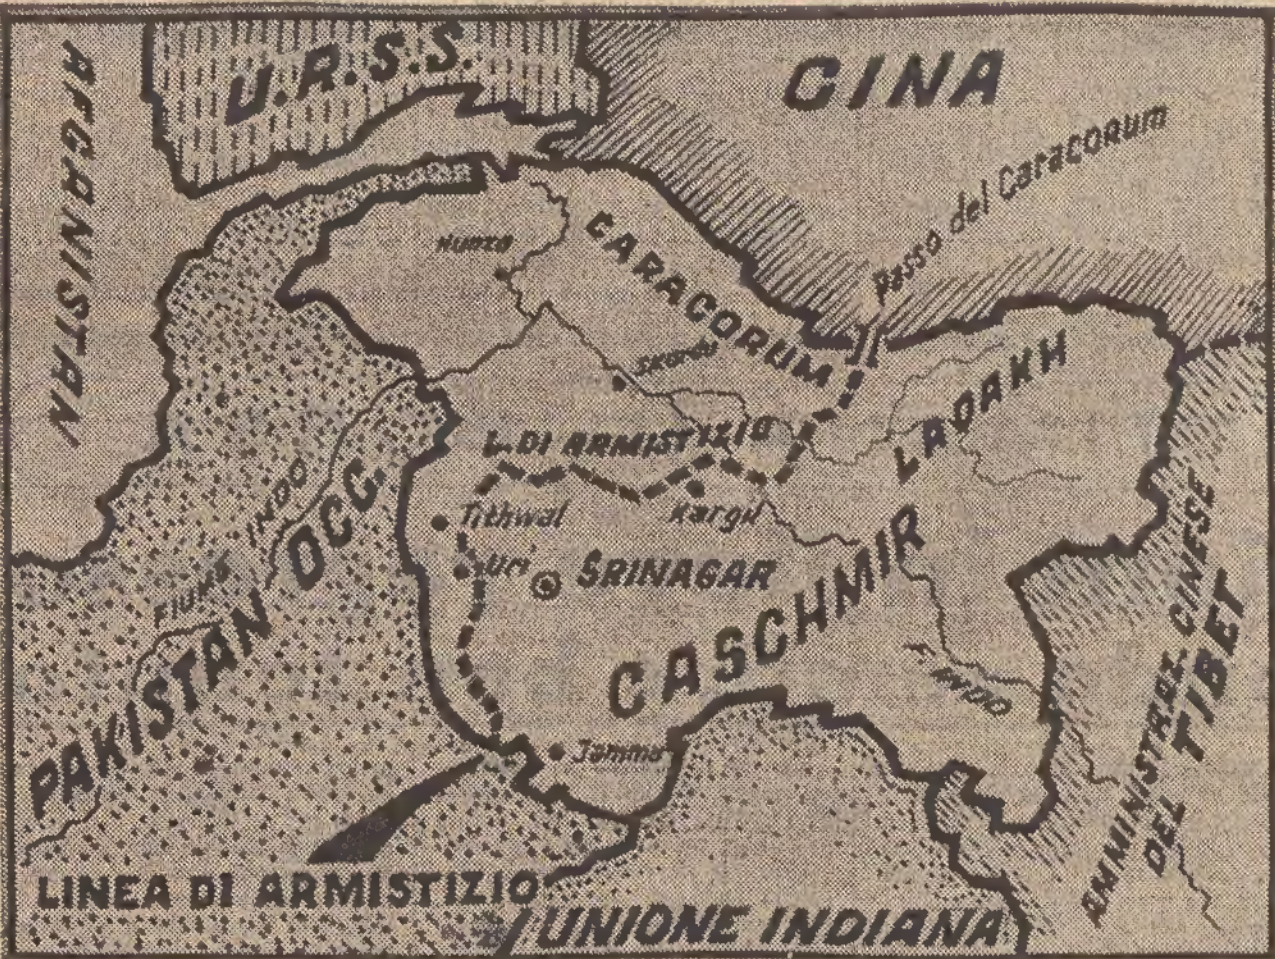 AFGANISTAN
U.R.S.S.
CINA
Passo del Caracorum
Hunza
CARACORUM
Skardu
LADAKH
L. DI ARMISTIZIO
Tithwal
Kargil
Uri
SRINAGAR
CASCHMIR
FIUME INDO
PAKISTAN OCC.
F. INDO
Jammu
AMMINISTRAZ. CINESE
DEL TIBET
LINEA DI ARMISTIZIO
UNIONE INDIANA